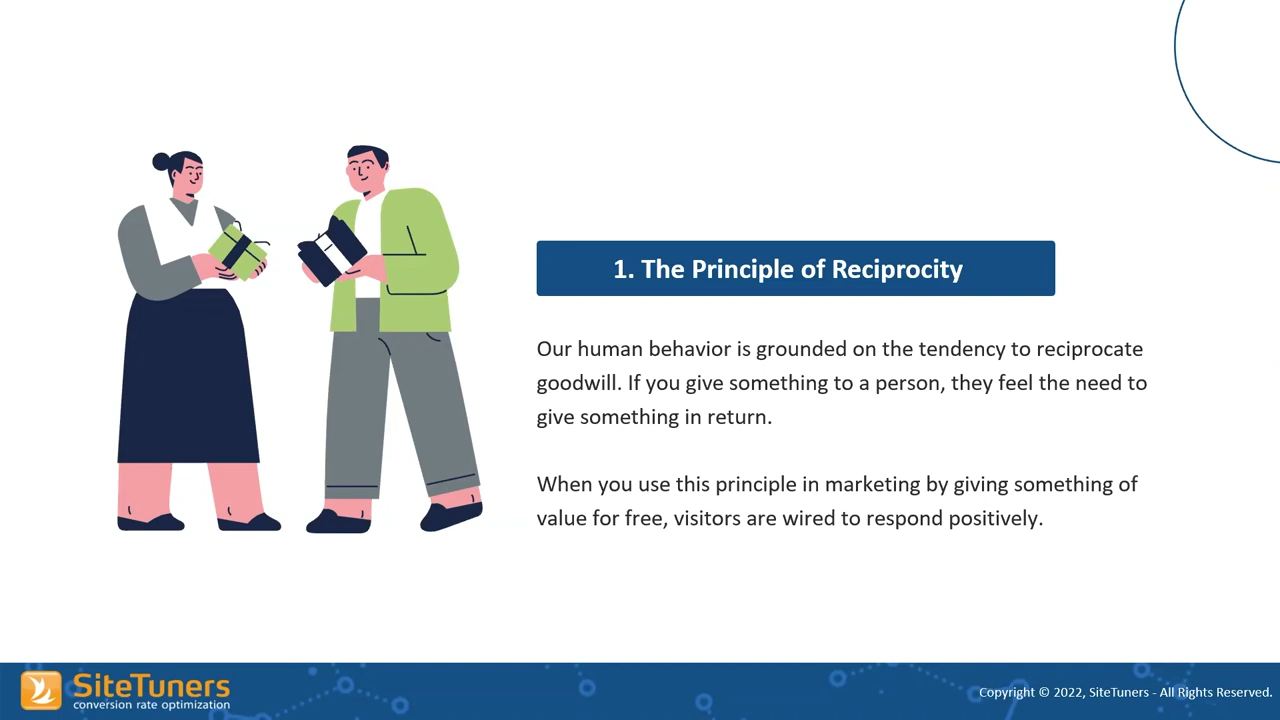 1. The Principle of Reciprocity
Our human behavior is grounded on the tendency to reciprocate
goodwill. If you give something to a person, they feel the need to
give something in return.
When you use this principle in marketing by giving something of
value for free, visitors are wired to respond positively.
SiteTuners
conversion rate optimization
Copyright © 2022, SiteTuners - All Rights Reserved.